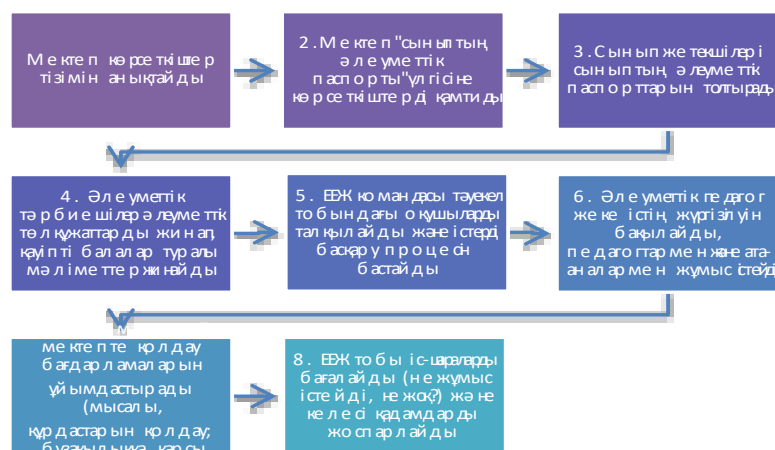 Мектеп көрсеткіштер
тізімін анықтайды
2.Мектеп "сыныптың
әлеуметтік
паспорты"үлгісіне
көрсеткіштерді қамтиды
3.Сынып жетекшілері
сыныптың әлеуметтік
паспорттарын толтырады
4. Әлеуметтік
тәрбиешілер әлеуметтік
төлқұжаттарды жинап,
қауіпті балалар туралы
мәліметтер жинайды
5. ЕЕЖ командасы тәуекел
тобындағы оқушыларды
талқылайды және істерді
басқару процесін
бастайды
6. Әлеуметтік педагог
жеке істің жүргізілуін
бақылайды,
педагогтармен және ата-
аналармен жұмыс істейді
мектепте қолдау
бағдарламаларын
ұйымдастырады
(мысалы,
құрдастарын қолдау;
бұзақылыққа қарсы
8. ЕЕЖ тобы іс-шараларды
бағалайды (не жұмыс
істейді, не жоқ?) және
келесі қадамдарды
жоспарлайды